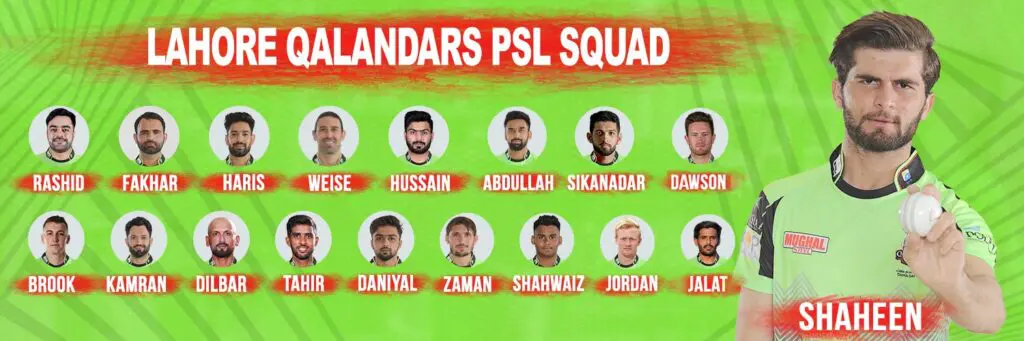 LAHORE QALANDARS PSL SQUAD
RASHID FAKHAR HARIS WEISE HUSSAIN ABDULLAH SIKANADAR DAWSON
BROOK KAMRAN DILBAR TAHIR DANIYAL ZAMAN SHAHWAIZ JORDAN JALAT
MUGHAL
SHAHEEN